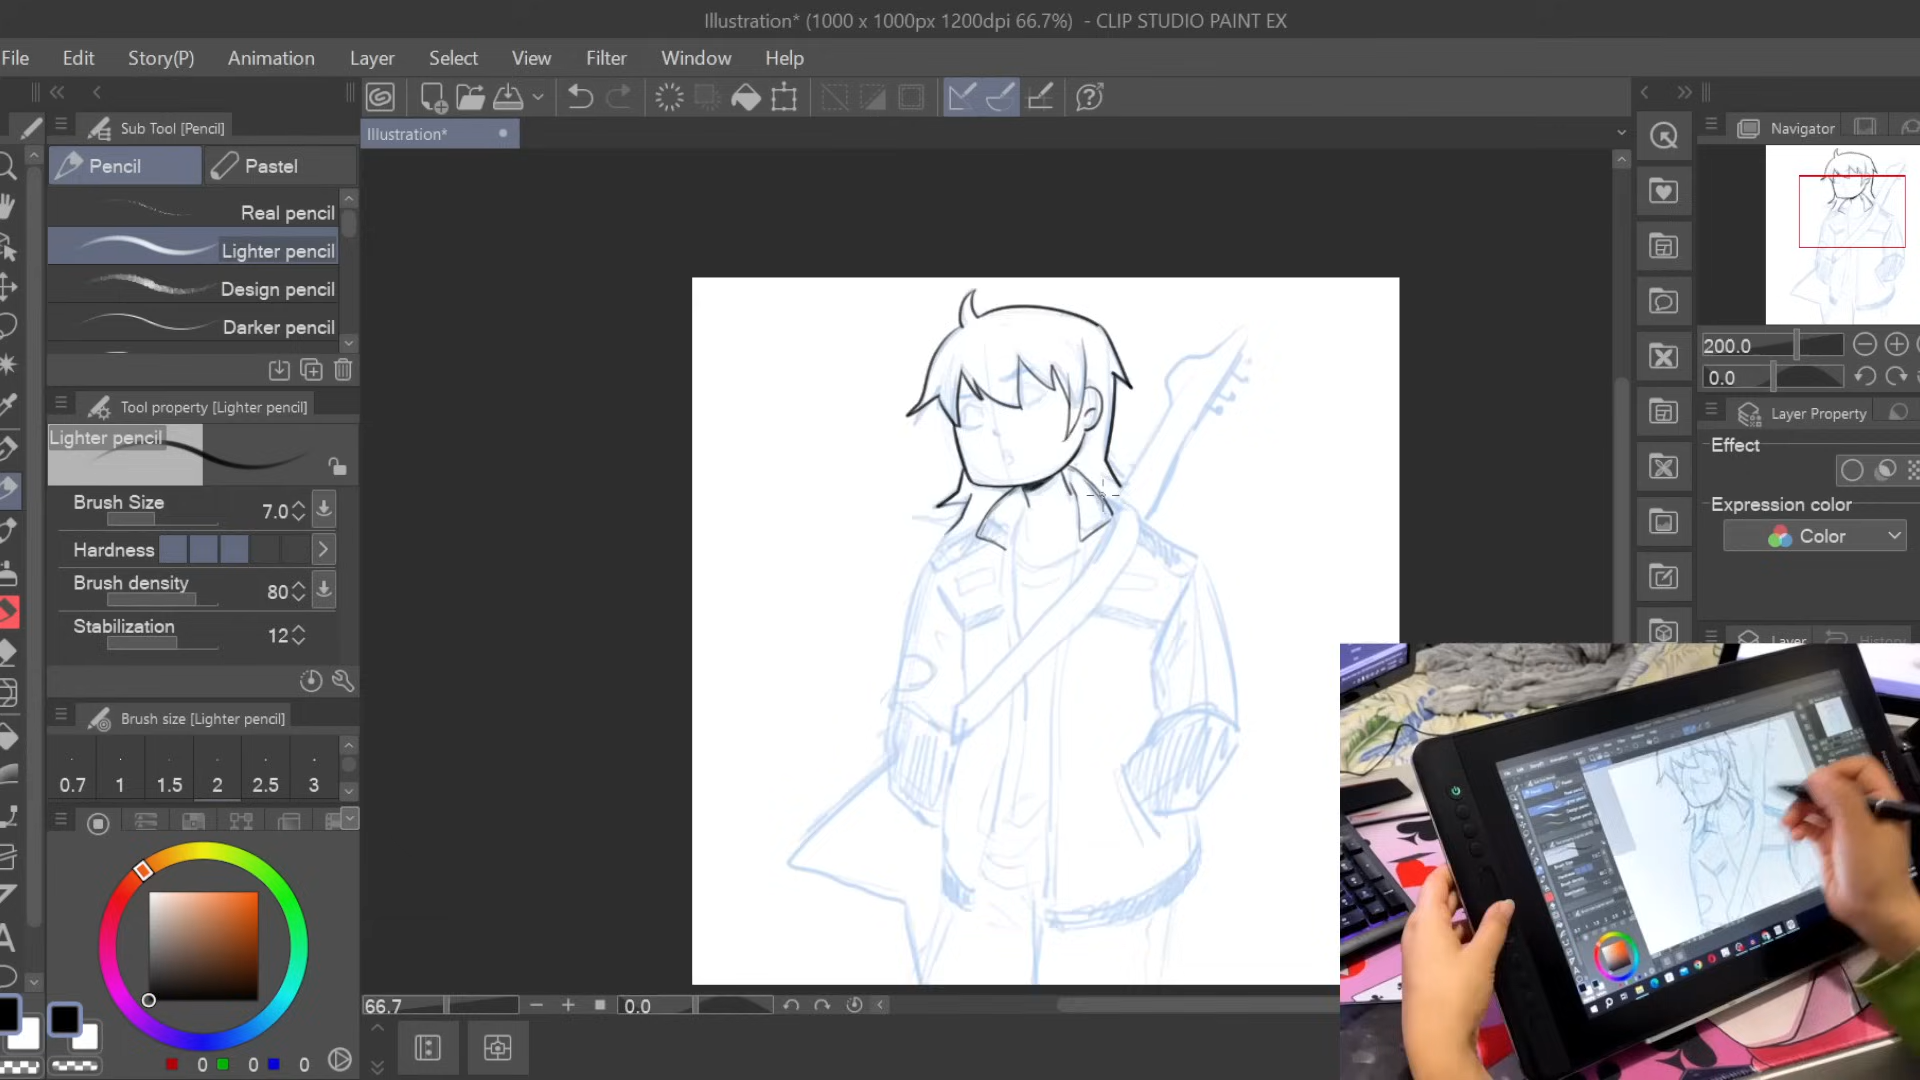 Illustration* (1000 x 1000px 1200dpi 66.7%) - CLIP STUDIO PAINT EX
File Edit Story(P) Animation Layer Select View Filter Window Help
Sub Tool [Pencil]
Illustration*
Navigator
Pencil Pastel
Real pencil
Lighter pencil
Design pencil
Darker pencil
200.0
0.0
Tool property [Lighter pencil]
Layer Property
Lighter pencil
Effect
Brush Size 7.0
Expression color
Color
Hardness
Brush density 80
Stabilization 12
Layer History
Brush size [Lighter pencil]
0.7 1 1.5 2 2.5 3
A
66.7 0.0
0 0 0